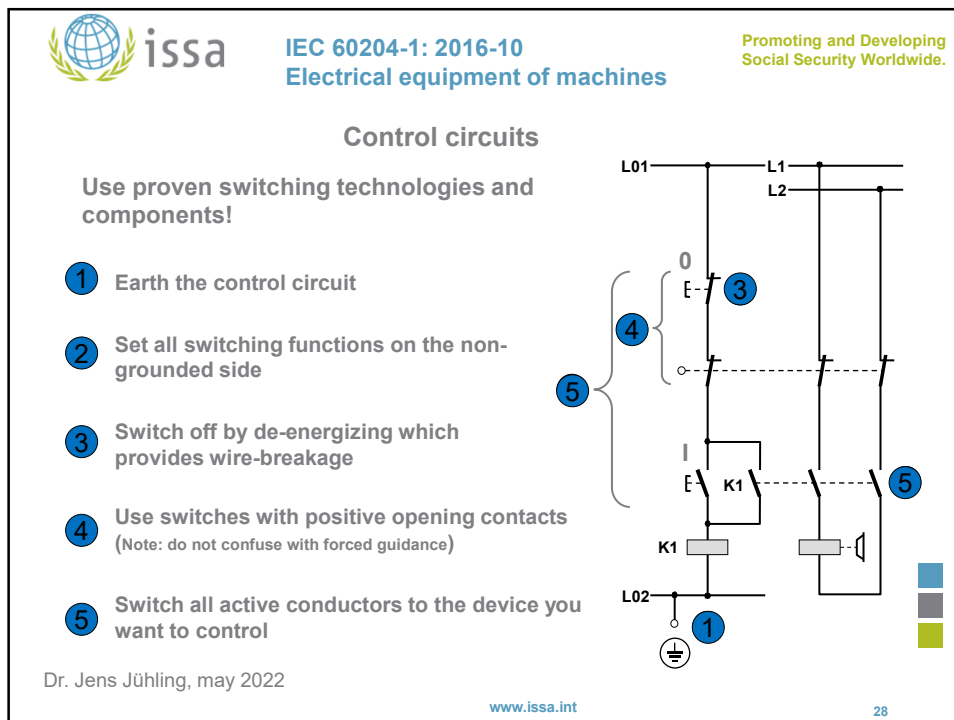 issa
IEC 60204-1: 2016-10
Electrical equipment of machines
Promoting and Developing
Social Security Worldwide.
Control circuits
Use proven switching technologies and
components!
1 Earth the control circuit
2 Set all switching functions on the non-
grounded side
3 Switch off by de-energizing which
provides wire-breakage
4 Use switches with positive opening contacts
(Note: do not confuse with forced guidance)
5 Switch all active conductors to the device you
want to control
L01 L1
L2
0
3
4
5
I
K1
5
K1
L02
1
Dr. Jens Jühling, may 2022
www.issa.int
28